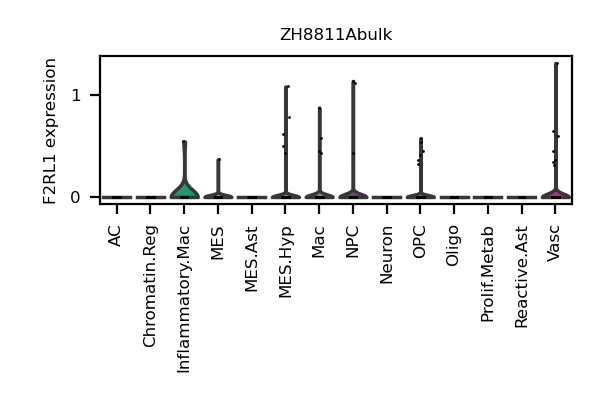 ZH8811Abulk
F2RL1 expression
1
0
AC
Chromatin.Reg
Inflammatory.Mac
MES
MES.Ast
MES.Hyp
Mac
NPC
Neuron
OPC
Oligo
Prolif.Metab
Reactive.Ast
Vasc